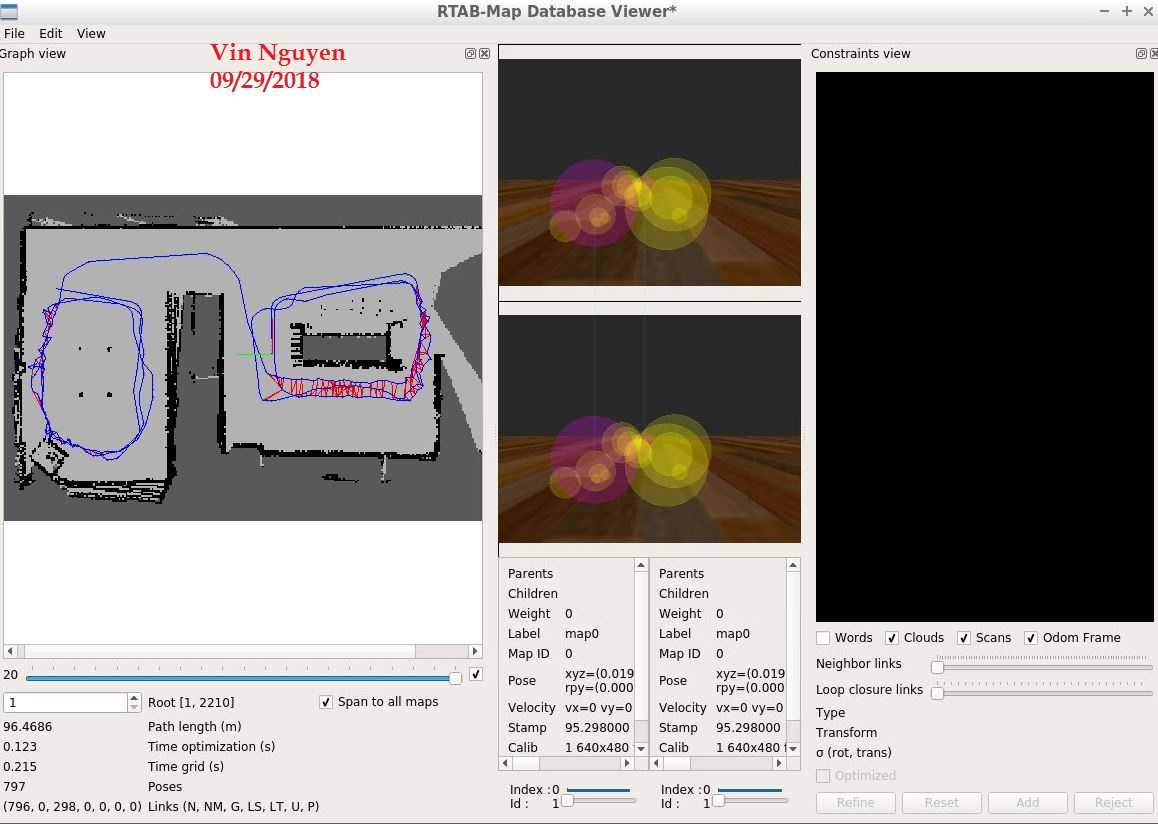 RTAB-Map Database Viewer*
File Edit View
Vin Nguyen
09/29/2018
Graph view
Constraints view
20
1 Root [1, 2210] Span to all maps
96.4686 Path length (m)
0.123 Time optimization (s)
0.215 Time grid (s)
797 Poses
(796, 0, 298, 0, 0, 0, 0) Links (N, NM, G, LS, LT, U, P)
Parents
Children
Weight 0
Label map0
Map ID 0
Pose xyz=(0.019
rpy=(0.000
Velocity vx=0 vy=0
Stamp 95.298000
Calib 1 640x480
Index : 0
Id : 1
Parents
Children
Weight 0
Label map0
Map ID 0
Pose xyz=(0.019
rpy=(0.000
Velocity vx=0 vy=0
Stamp 95.298000
Calib 1 640x480
Index : 0
Id : 1
Words Clouds Scans Odom Frame
Neighbor links
Loop closure links
Type
Transform
σ (rot, trans)
Optimized
Refine Reset Add Reject